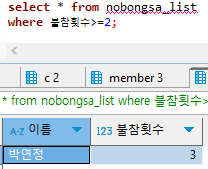 select * from nobongsa_list
where 불참횟수>=2;
c 2
member 3
* from nobongsa_list where 불참횟수>
A-Z 이름
123 불참횟수
박연정
3